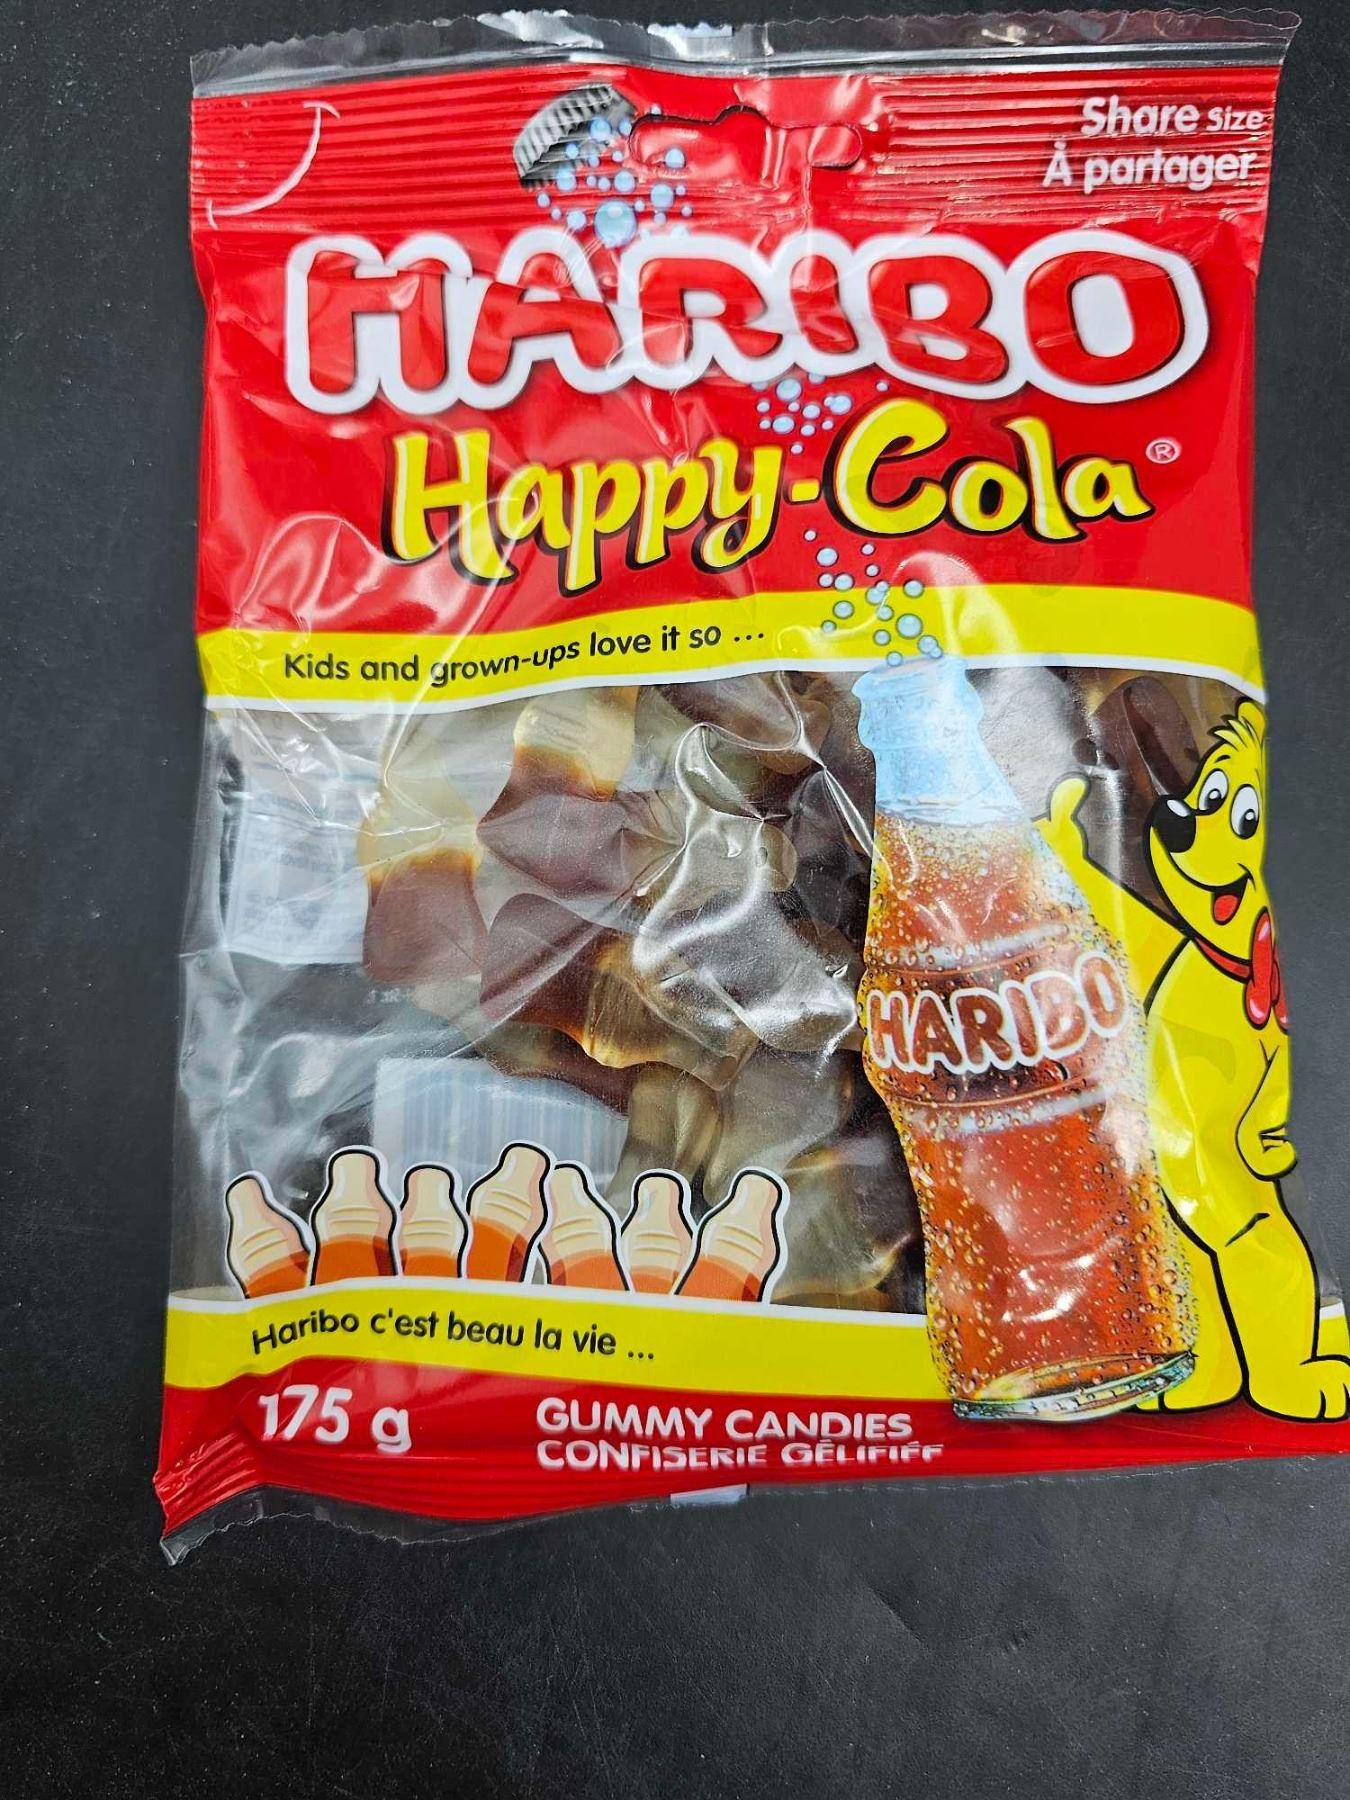 Share Size
À partager
HARIBO
Happy-Cola®
Kids and grown-ups love it so ...
HARIBO
Haribo c'est beau la vie ...
175 g
GUMMY CANDIES
CONFISERIE GÉLIFIÉE